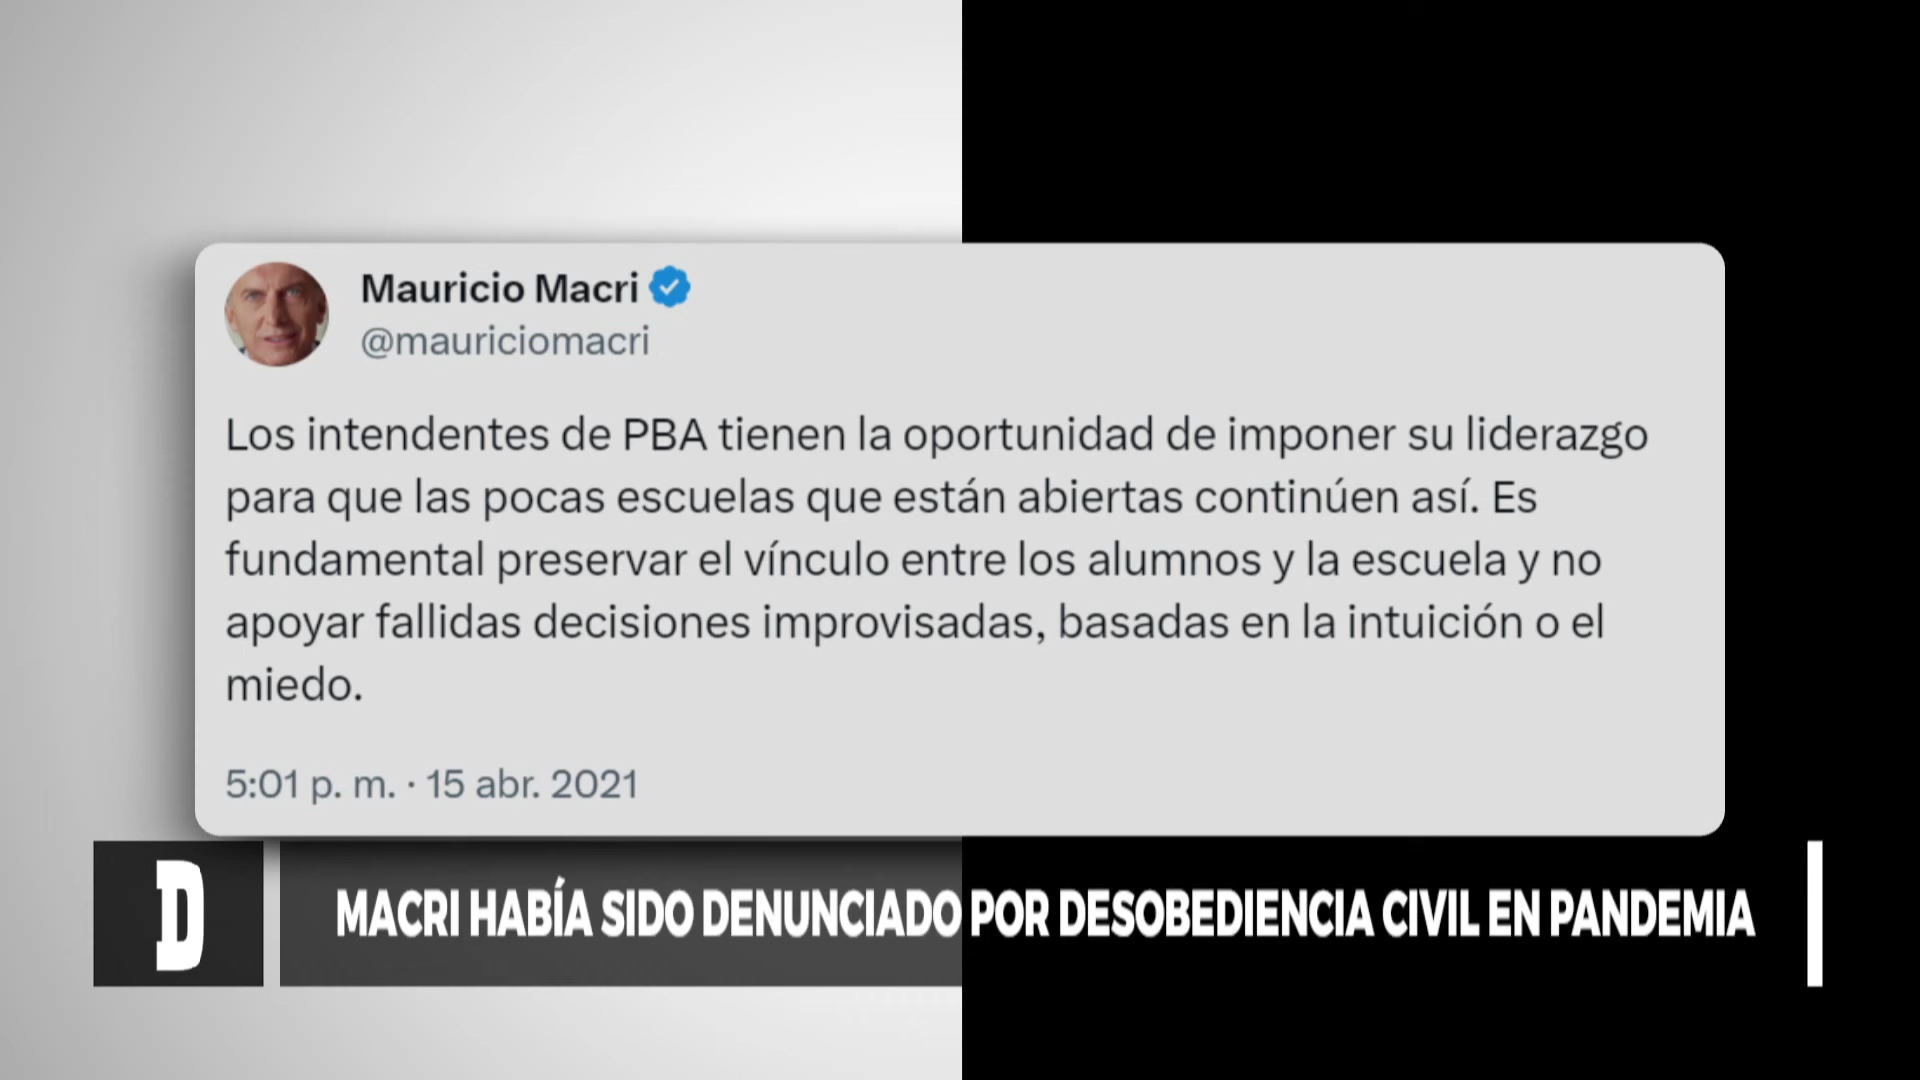 Mauricio Macri
@mauriciomacri
Los intendentes de PBA tienen la oportunidad de imponer su liderazgo
para que las pocas escuelas que están abiertas continúen así. Es
fundamental preservar el vínculo entre los alumnos y la escuela y no
apoyar fallidas decisiones improvisadas, basadas en la intuición o el
miedo.
5:01 p. m. · 15 abr. 2021
D
MACRI HABÍA SIDO DENUNCIADO POR DESOBEDIENCIA CIVIL EN PANDEMIA